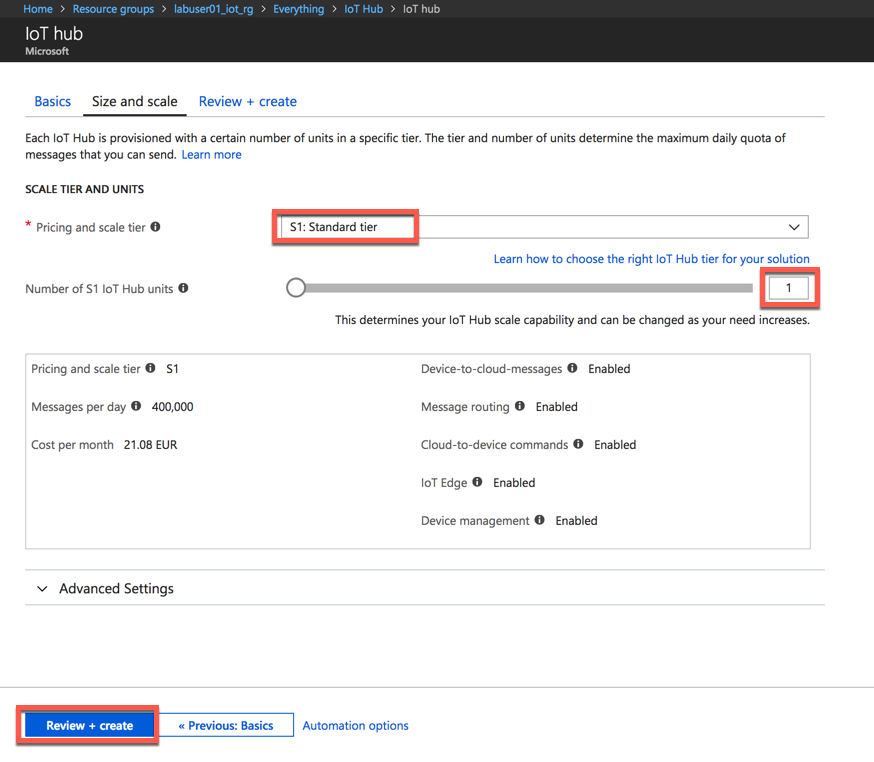 Home > Resource groups > labuser01_iot_rg > Everything > IoT Hub > IoT hub
IoT hub
Microsoft
Basics Size and scale Review + create
Each IoT Hub is provisioned with a certain number of units in a specific tier. The tier and number of units determine the maximum daily quota of
messages that you can send. Learn more
SCALE TIER AND UNITS
* Pricing and scale tier S1: Standard tier
Learn how to choose the right IoT Hub tier for your solution
Number of S1 IoT Hub units 1
This determines your IoT Hub scale capability and can be changed as your need increases.
Pricing and scale tier S1
Messages per day 400,000
Cost per month 21.08 EUR
Device-to-cloud-messages Enabled
Message routing Enabled
Cloud-to-device commands Enabled
IoT Edge Enabled
Device management Enabled
Advanced Settings
Review + create « Previous: Basics Automation options